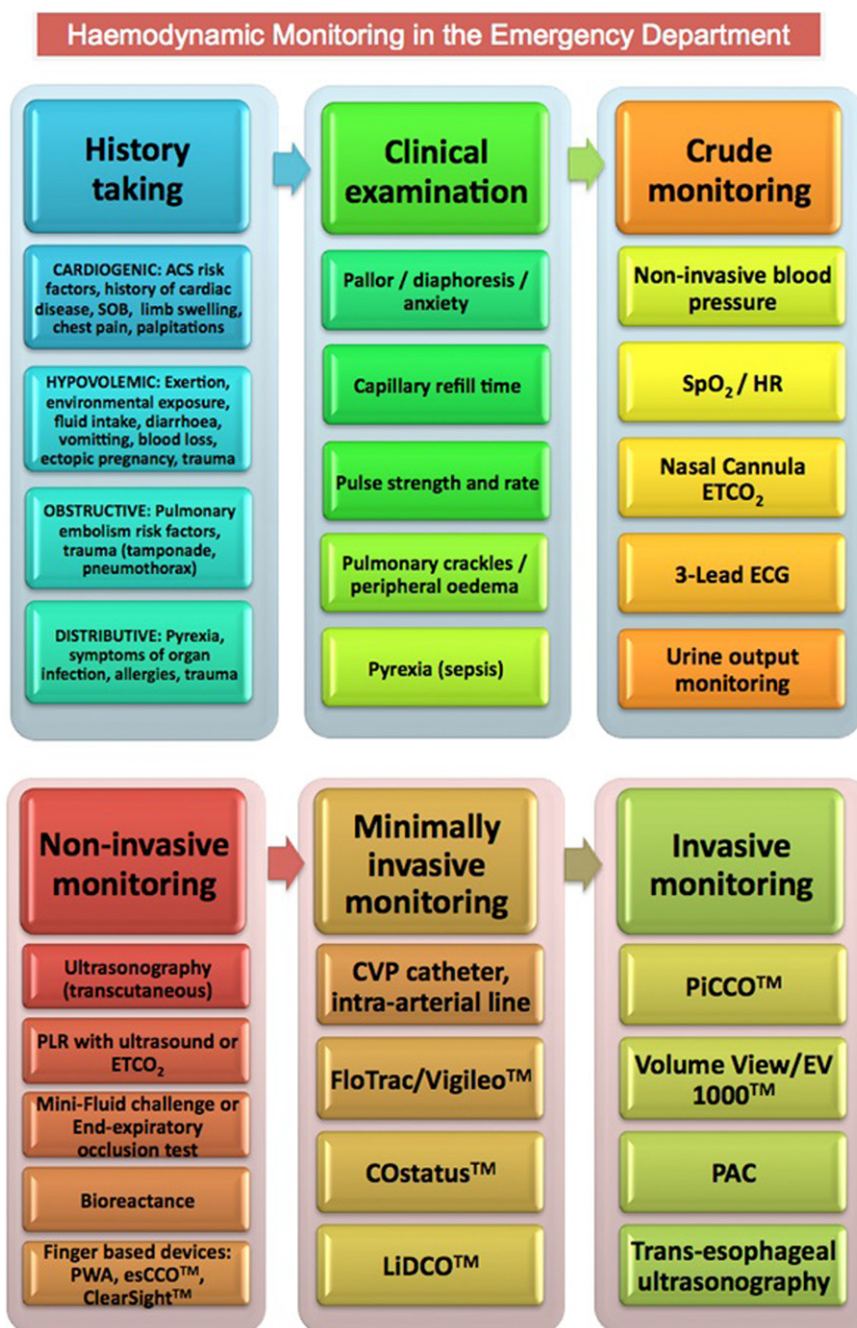 Haemodynamic Monitoring in the Emergency Department
History
taking
CARDIOGENIC: ACS risk
factors, history of cardiac
disease, SOB, limb swelling,
chest pain, palpitations
HYPOVOLEMIC: Exertion,
environmental exposure,
fluid intake, diarrhoea,
vomitting, blood loss,
ectopic pregnancy, trauma
OBSTRUCTIVE: Pulmonary
embolism risk factors,
trauma (tamponade,
pneumothorax)
DISTRIBUTIVE: Pyrexia,
symptoms of organ
infection, allergies, trauma
Clinical
examination
Pallor / diaphoresis /
anxiety
Capillary refill time
Pulse strength and rate
Pulmonary crackles /
peripheral oedema
Pyrexia (sepsis)
Crude
monitoring
Non-invasive blood
pressure
SpO₂ / HR
Nasal Cannula
ETCO₂
3-Lead ECG
Urine output
monitoring
Non-invasive
monitoring
Ultrasonography
(transcutaneous)
PLR with ultrasound or
ETCO₂
Mini-Fluid challenge or
End-expiratory
occlusion test
Bioreactance
Finger based devices:
PWA, esCCO™,
ClearSight™
Minimally
invasive
monitoring
CVP catheter,
intra-arterial line
FloTrac/Vigileo™
COstatus™
LiDCO™
Invasive
monitoring
PiCCO™
Volume View/EV
1000™
PAC
Trans-esophageal
ultrasonography